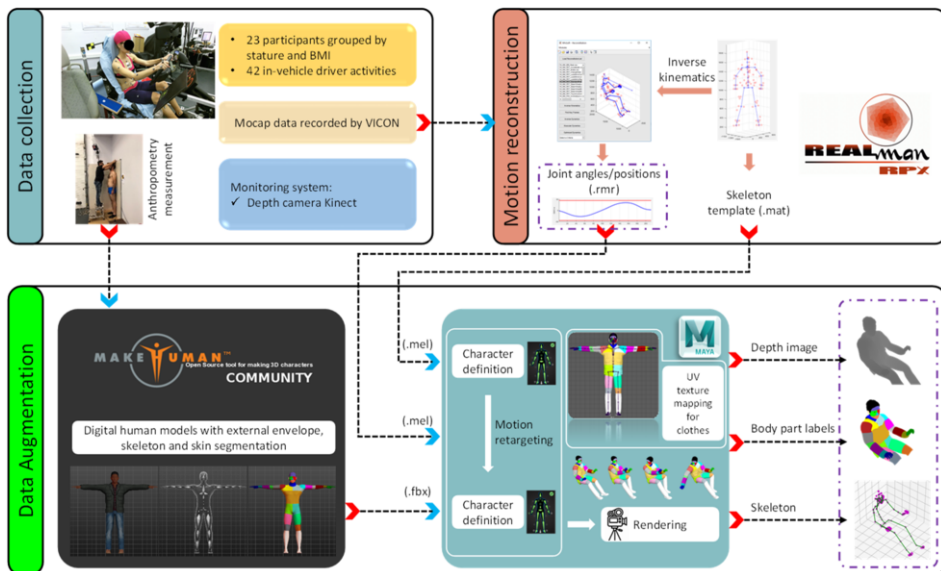 Data collection
23 participants grouped by
stature and BMI
42 in-vehicle driver activities
Mocap data recorded by VICON
Monitoring system:
✓ Depth camera Kinect
Anthropometry
measurement
Motion reconstruction
Inverse
kinematics
Joint angles/positions
(.rmr)
Skeleton
template (.mat)
REALman
RPX
Data Augmentation
MAKEHUMAN™
Open Source tool for making 3D characters
COMMUNITY
Digital human models with external envelope,
skeleton and skin segmentation
(.mel)
(.mel)
(.fbx)
Character
definition
Motion
retargeting
Character
definition
MAYA
UV
texture
mapping
for
clothes
Rendering
Depth image
Body part labels
Skeleton